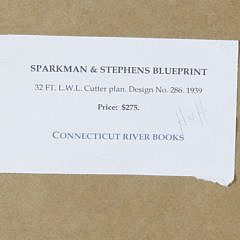 SPARKMAN & STEPHENS BLUEPRINT
32 FT. L.W.L. Cutter plan. Design No. 286. 1939
Price: $275.
CONNECTICUT RIVER BOOKS